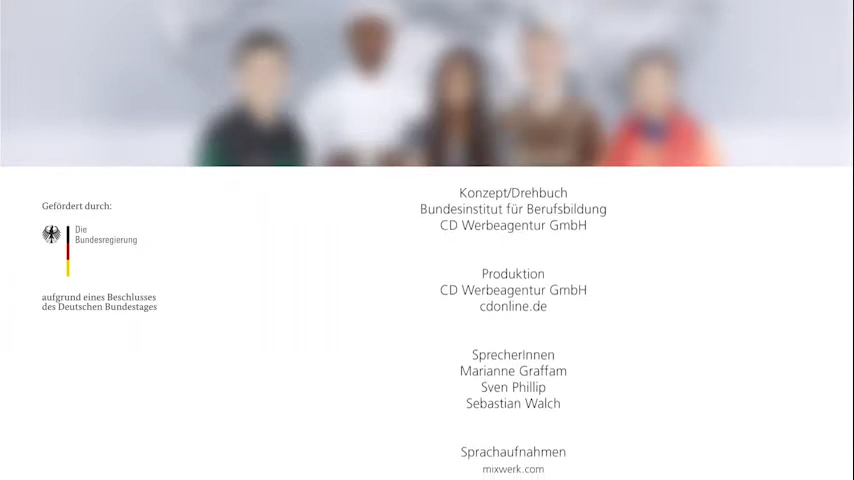 Gefördert durch:
Die
Bundesregierung
aufgrund eines Beschlusses
des Deutschen Bundestages
Konzept/Drehbuch
Bundesinstitut für Berufsbildung
CD Werbeagentur GmbH
Produktion
CD Werbeagentur GmbH
cdonline.de
SprecherInnen
Marianne Graffam
Sven Phillip
Sebastian Walch
Sprachaufnahmen
mixwerk.com